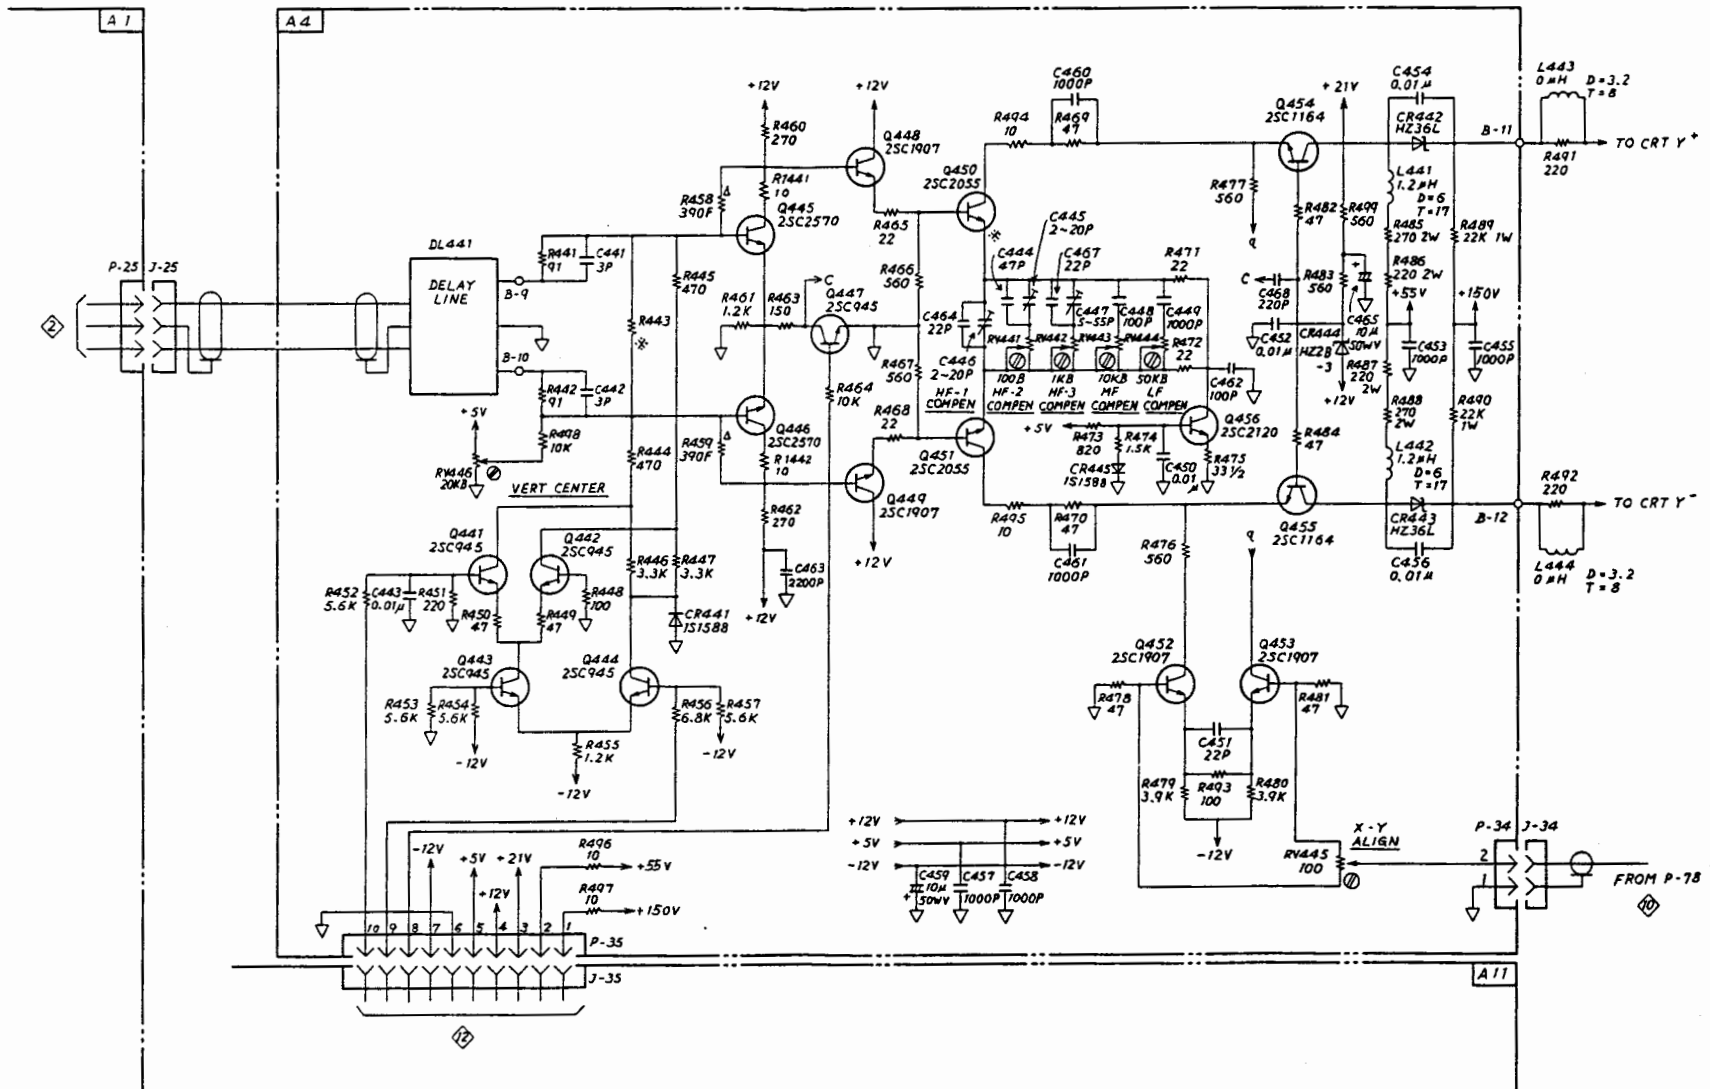 A1
A4
P-25 J-25
2
DL441
DELAY
LINE
B-9
B-10
R441
91
C441
3P
R442
91
C442
3P
+5V
R498
10K
RV446
20KB
VERT CENTER
R443
※
R444
470
R445
470
R446
3.3K
R447
3.3K
CR441
1S1588
Q441
2SC945
Q442
2SC945
R452
5.6K
C443
0.01μ
R451
220
R450
47
R449
47
R448
100
Q443
2SC945
Q444
2SC945
R453
5.6K
R454
5.6K
-12V
R455
1.2K
-12V
R456
6.8K
R457
5.6K
-12V
+12V
R460
270
R1441
10
R458
390F
Q445
2SC2570
R461
1.2K
R463
150
C
Q447
2SC945
R464
10K
Q446
2SC2570
R459
390F
R1442
10
R462
270
C463
2200P
+12V
+12V
Q448
2SC1907
R465
22
R466
560
R467
560
R468
22
Q449
2SC1907
+12V
Q450
2SC2055
※
Q451
2SC2055
R494
10
C460
1000P
R469
47
C445
2~20P
C444
47P
C467
22P
R471
22
C464
22P
C446
2~20P
C447
5-55P
C448
100P
C449
1000P
RV441
RV442
RV443
RV444
R472
22
100B
1KB
10KB
50KB
HF-1
COMPEN
HF-2
COMPEN
HF-3
COMPEN
MF
COMPEN
LF
COMPEN
C462
100P
+5V
R473
820
R474
1.5K
Q456
2SC2120
CR445
1S1588
C450
0.01
μ
R475
33 1/2
R495
10
R470
47
C461
1000P
R476
560
Q454
2SC1164
R477
560
q
R482
47
C
C468
220P
C452
0.01μ
R484
47
Q455
2SC1164
q
+21V
R499
560
R483
560
C465
10μ
50WV
CR444
HZ2B
-3
+12V
C454
0.01μ
CR442
HZ36L
L441
1.2μH
D=6
T=17
R485
270 2W
R486
220 2W
+55V
R487
220
2W
R488
270
2W
L442
1.2μH
D=6
T=17
CR443
HZ36L
C456
0.01μ
R489
22K 1W
+150V
C453
1000P
C455
1000P
R490
22K
1W
B-11
B-12
L443
0μH
D=3.2
T=8
R491
220
TO CRT Y+
R492
220
TO CRT Y-
L444
0μH
D=3.2
T=8
Q452
2SC1907
Q453
2SC1907
R478
47
R481
47
C451
22P
R479
3.9K
R493
100
R480
3.9K
-12V
RV445
100
X-Y
ALIGN
P-34 J-34
2
1
FROM P-78
10
+12V
+5V
-12V
+12V
+5V
-12V
C459
10μ
50WV
C457
1000P
C458
1000P
-12V
+5V
+12V
+21V
R496
10
+55V
R497
10
+150V
10 9 8 7 6 5 4 3 2 1
P-35
J-35
12
A11